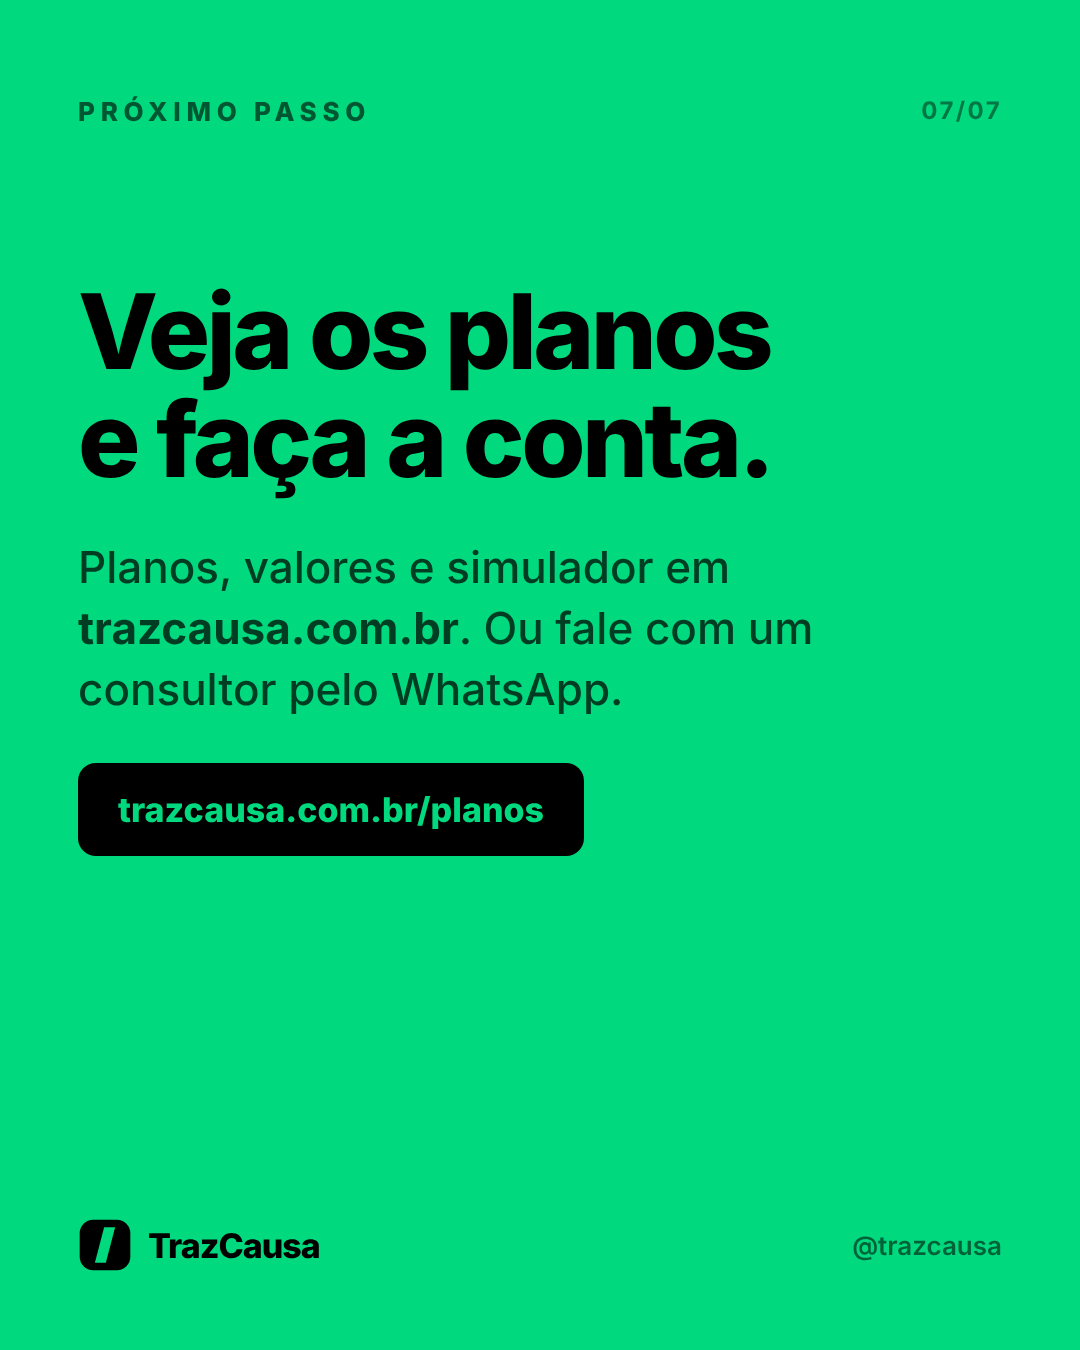 PRÓXIMO PASSO
07/07
Veja os planos
e faça a conta.
Planos, valores e simulador em
trazcausa.com.br. Ou fale com um
consultor pelo WhatsApp.
trazcausa.com.br/planos
TrazCausa
@trazcausa